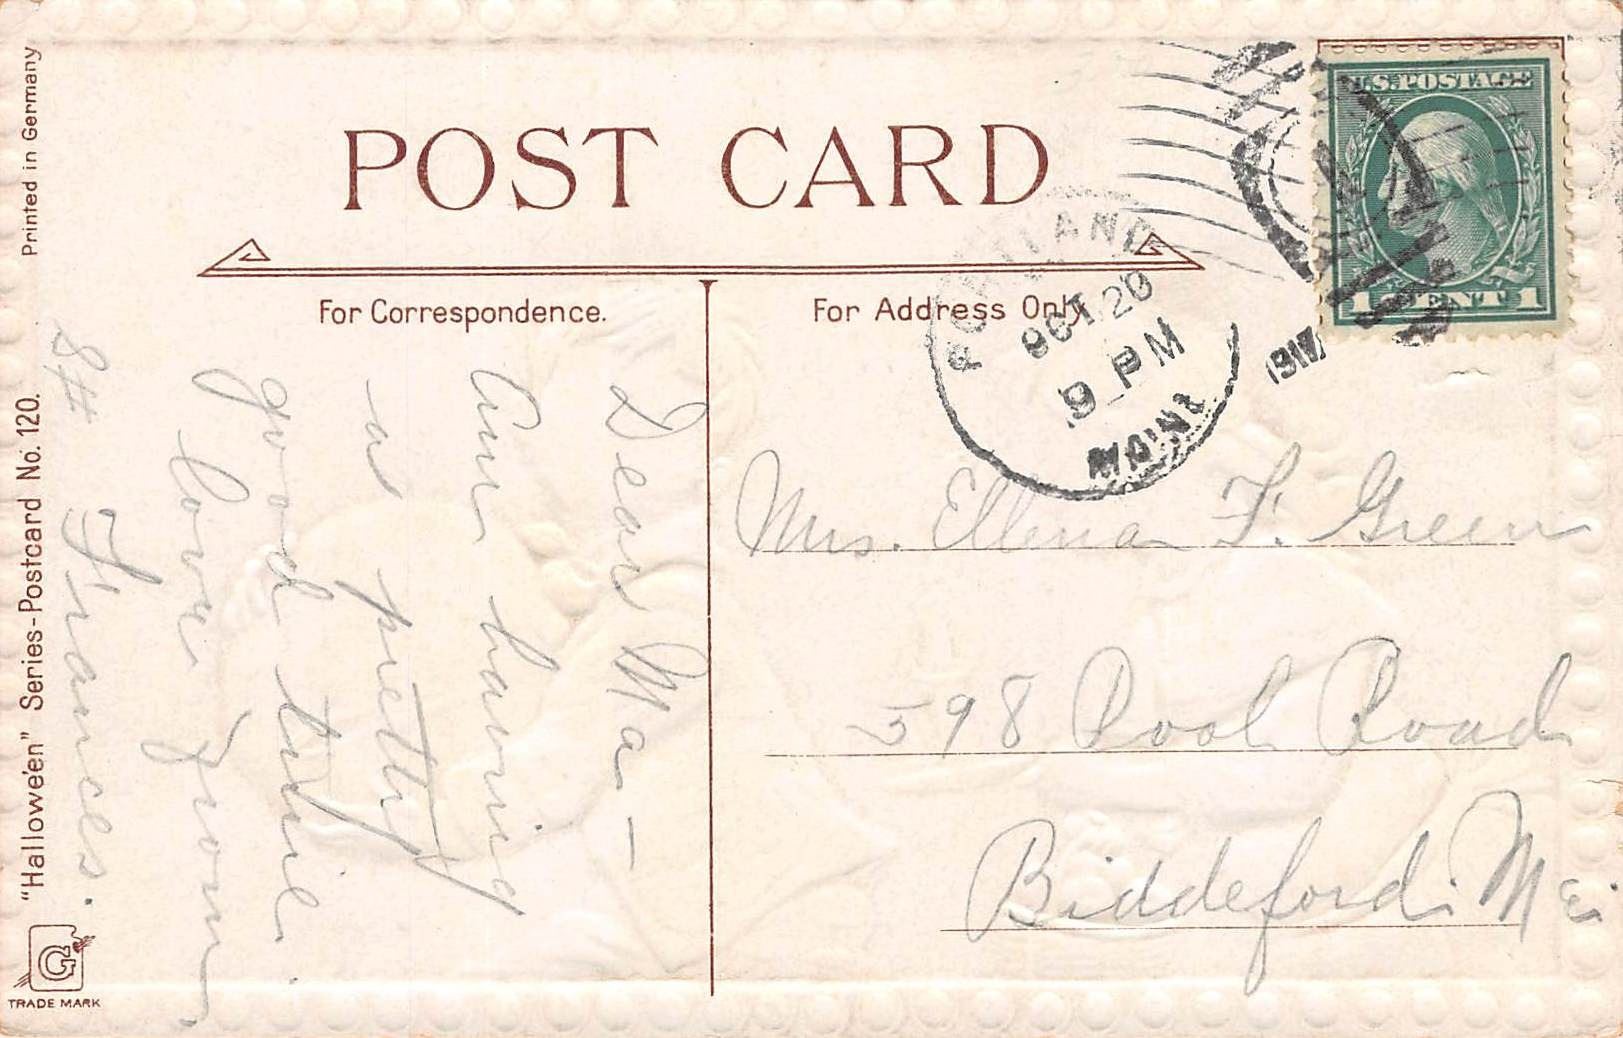 POST CARD
For Correspondence.
For Address Only.
U.S. POSTAGE
1 CENT 1
PORTLAND
OCT 20
9 PM
MAINE
1917
Dear Ma -
Am having
a pretty
good time
love from
Frances.
Mrs. F. Green
598 Pool Road
Biddeford Me
Printed in Germany
"Hallowe'en" Series-Postcard No. 120.
G
TRADE MARK